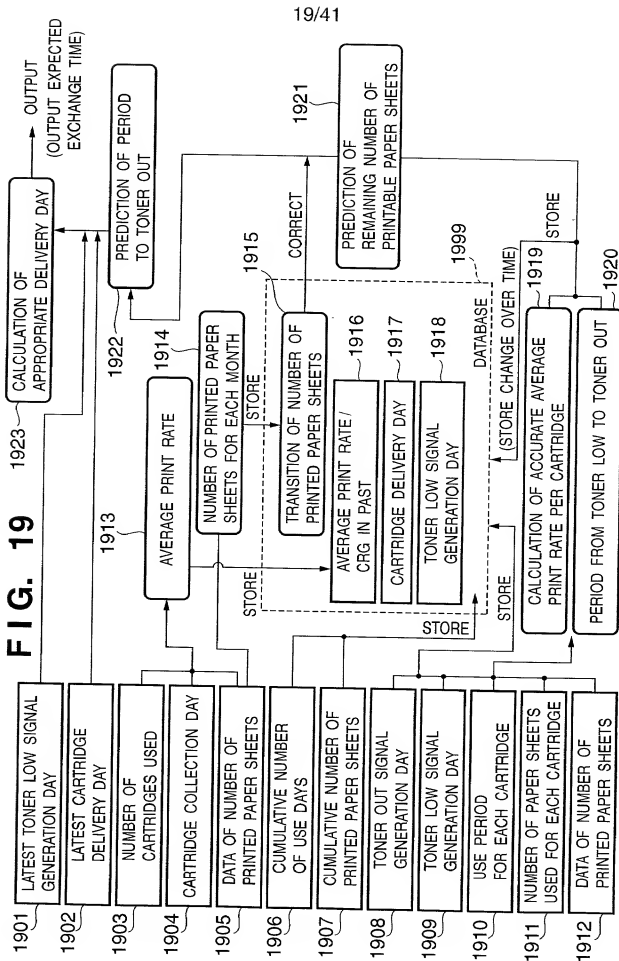 19/41
FIG. 19
1901
LATEST TONER LOW SIGNAL
GENERATION DAY
1902
LATEST CARTRIDGE
DELIVERY DAY
1903
NUMBER OF
CARTRIDGES USED
1904
CARTRIDGE COLLECTION DAY
1905
DATA OF NUMBER OF
PRINTED PAPER SHEETS
1906
CUMULATIVE NUMBER
OF USE DAYS
1907
CUMULATIVE NUMBER OF
PRINTED PAPER SHEETS
1908
TONER OUT SIGNAL
GENERATION DAY
1909
TONER LOW SIGNAL
GENERATION DAY
1910
USE PERIOD
FOR EACH CARTRIDGE
1911
NUMBER OF PAPER SHEETS
USED FOR EACH CARTRIDGE
1912
DATA OF NUMBER OF
PRINTED PAPER SHEETS
1913
AVERAGE PRINT RATE
1914
NUMBER OF PRINTED PAPER
SHEETS FOR EACH MONTH
STORE
STORE
1915
TRANSITION OF NUMBER OF
PRINTED PAPER SHEETS
1916
AVERAGE PRINT RATE/
CRG IN PAST
1917
CARTRIDGE DELIVERY DAY
1918
TONER LOW SIGNAL
GENERATION DAY
DATABASE
1999
STORE
STORE
(STORE CHANGE OVER TIME)
STORE
1919
CALCULATION OF ACCURATE AVERAGE
PRINT RATE PER CARTRIDGE
1920
PERIOD FROM TONER LOW TO TONER OUT
CORRECT
1921
PREDICTION OF
REMAINING NUMBER OF
PRINTABLE PAPER SHEETS
1922
PREDICTION OF PERIOD
TO TONER OUT
1923
CALCULATION OF
APPROPRIATE DELIVERY DAY
OUTPUT
(OUTPUT EXPECTED
EXCHANGE TIME)